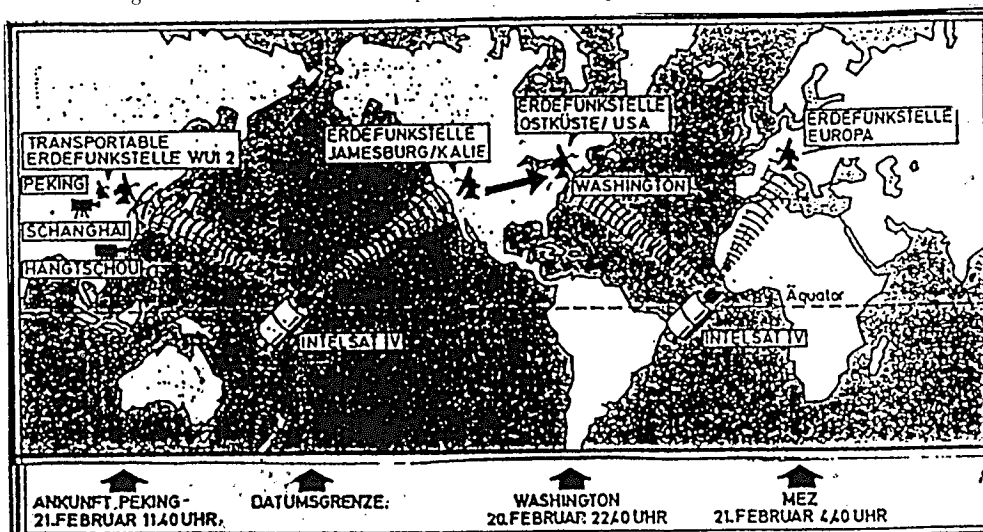 TRANSPORTABLE
ERDEFUNKSTELLE WU1 2
PEKING
SCHANGHAI
HANGTSCHOU
ERDEFUNKSTELLE
JAMESBURG/KALIF
ERDEFUNKSTELLE
OSTKÜSTE/USA
WASHINGTON
ERDEFUNKSTELLE
EUROPA
Äquator
INTELSAT IV
INTELSAT IV
ANKUNFT PEKING-
21.FEBRUAR 11.40 UHR
DATUMSGRENZE
WASHINGTON
20.FEBRUAR 22.40 UHR
MEZ
21.FEBRUAR 4.40 UHR